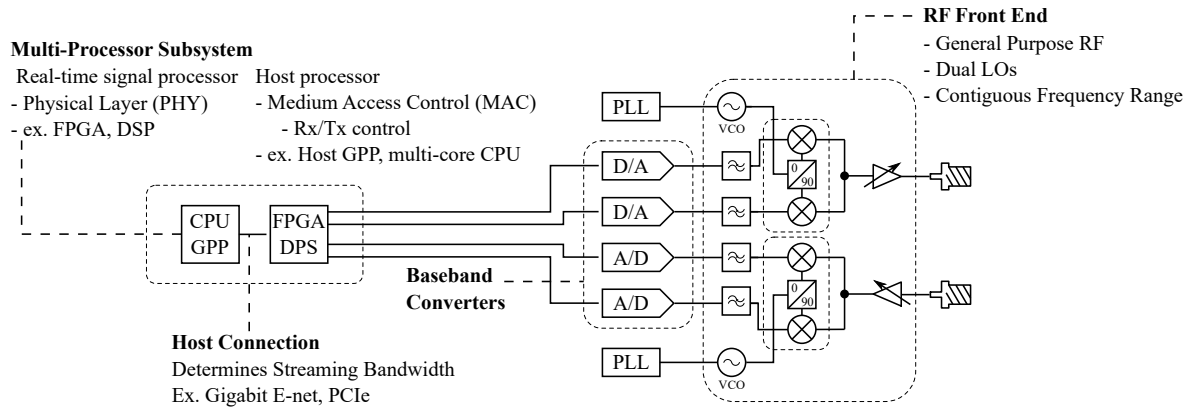 RF Front End
- General Purpose RF
- Dual LOs
- Contiguous Frequency Range
Multi-Processor Subsystem
Real-time signal processor
- Physical Layer (PHY)
- ex. FPGA, DSP
Host processor
- Medium Access Control (MAC)
- Rx/Tx control
- ex. Host GPP, multi-core CPU
PLL
VCO
D/A
0
90
CPU
GPP
FPGA
DPS
D/A
A/D
Baseband
Converters
A/D
0
90
Host Connection
Determines Streaming Bandwidth
Ex. Gigabit E-net, PCIe
PLL
VCO